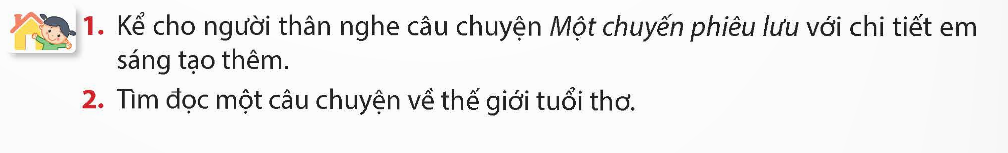 1. Kể cho người thân nghe câu chuyện Một chuyến phiêu lưu với chi tiết em
sáng tạo thêm.
2. Tìm đọc một câu chuyện về thế giới tuổi thơ.